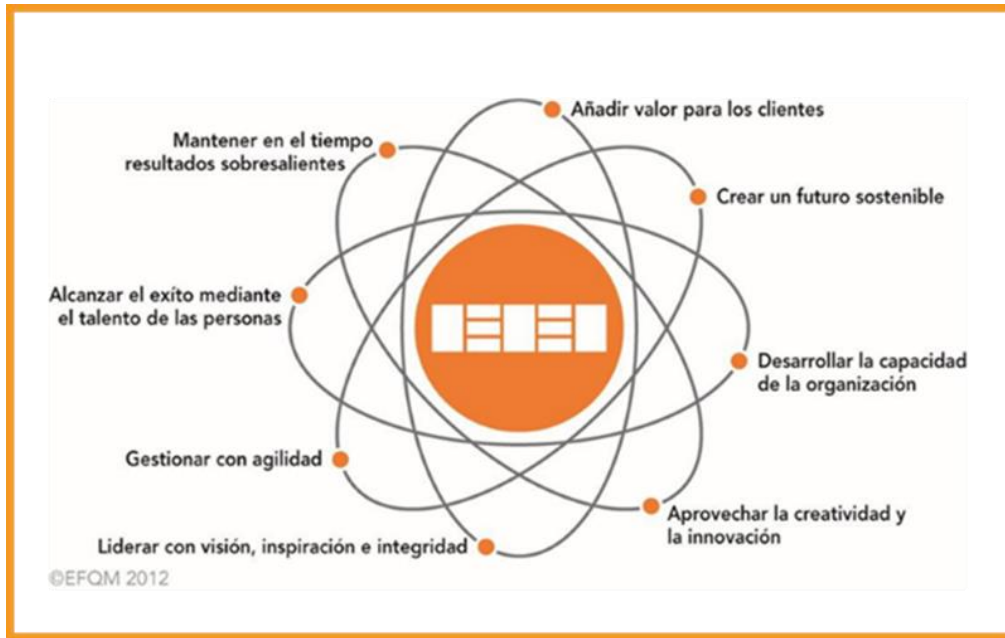 Añadir valor para los clientes
Mantener en el tiempo
resultados sobresalientes
Crear un futuro sostenible
Alcanzar el exíto mediante
el talento de las personas
Desarrollar la capacidad
de la organización
Gestionar con agilidad
Aprovechar la creatividad y
la innovación
Liderar con visión, inspiración e integridad
©EFQM 2012